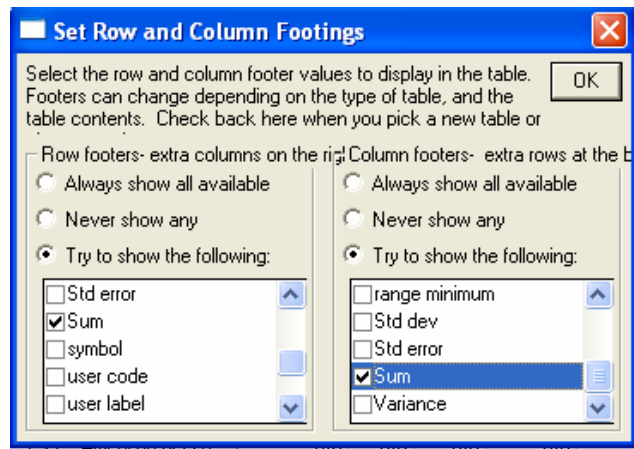 Set Row and Column Footings
Select the row and column footer values to display in the table.
Footers can change depending on the type of table, and the
table contents. Check back here when you pick a new table or
OK
Row footers- extra columns on the rig
Always show all available
Never show any
Try to show the following:
Std error
Sum
symbol
user code
user label
Column footers- extra rows at the b
Always show all available
Never show any
Try to show the following:
range minimum
Std dev
Std error
Sum
Variance